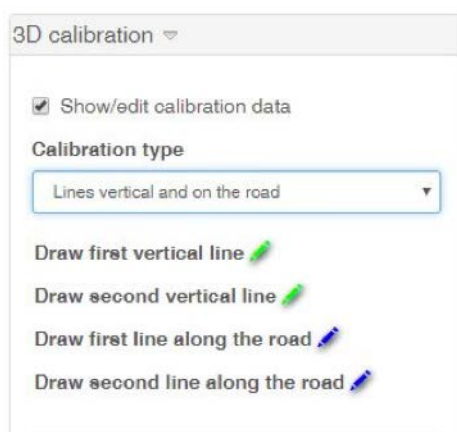 3D calibration
Show/edit calibration data
Calibration type
Lines vertical and on the road
Draw first vertical line
Draw second vertical line
Draw first line along the road
Draw second line along the road